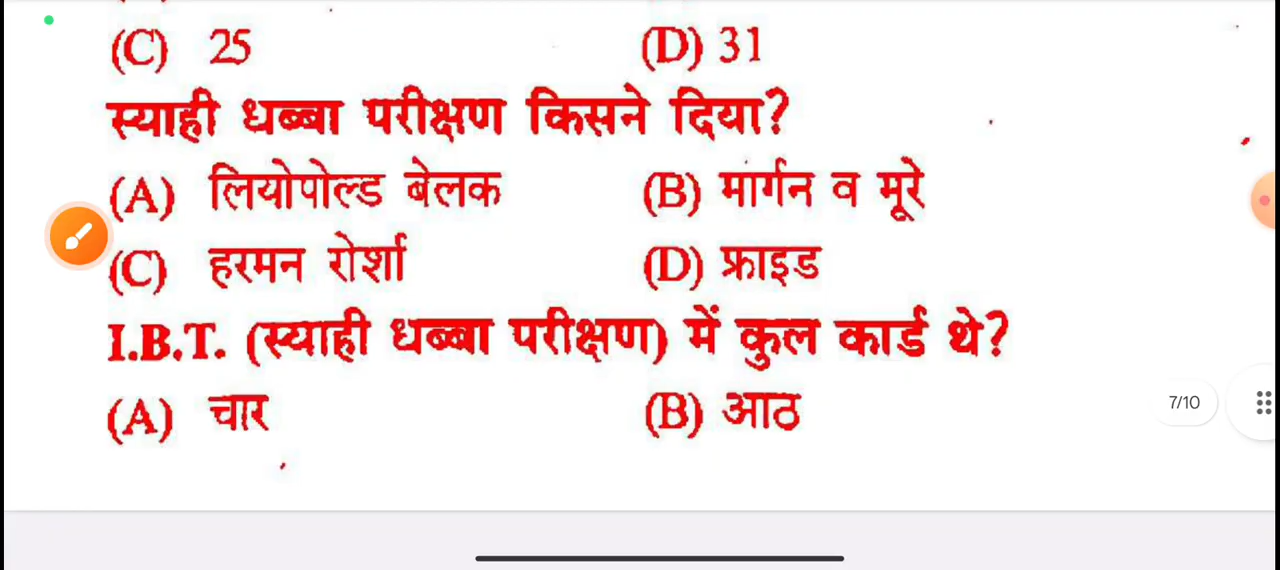 (C) 25 (D) 31
स्याही धब्बा परीक्षण किसने दिया?
(A) लियोपोल्ड बेलक (B) मार्गन व मूरे
(C) हरमन रोर्शा (D) फ्राइड
I.B.T. (स्याही धब्बा परीक्षण) में कुल कार्ड थे?
(A) चार (B) आठ
7/10